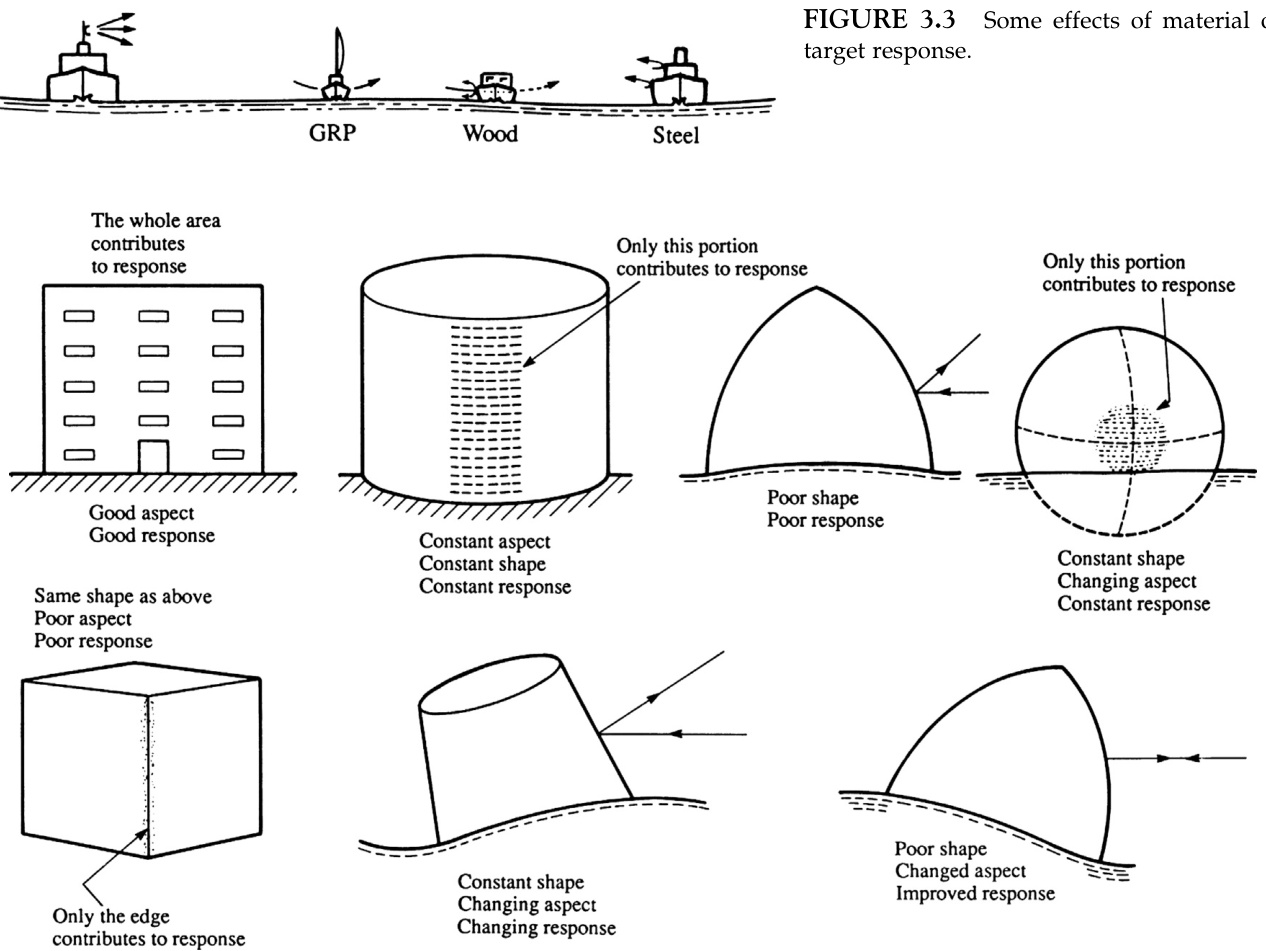 FIGURE 3.3 Some effects of material
target response.
GRP
Wood
Steel
The whole area
contributes
to response
Good aspect
Good response
Only this portion
contributes to response
Constant aspect
Constant shape
Constant response
Poor shape
Poor response
Only this portion
contributes to response
Constant shape
Changing aspect
Constant response
Same shape as above
Poor aspect
Poor response
Only the edge
contributes to response
Constant shape
Changing aspect
Changing response
Poor shape
Changed aspect
Improved response